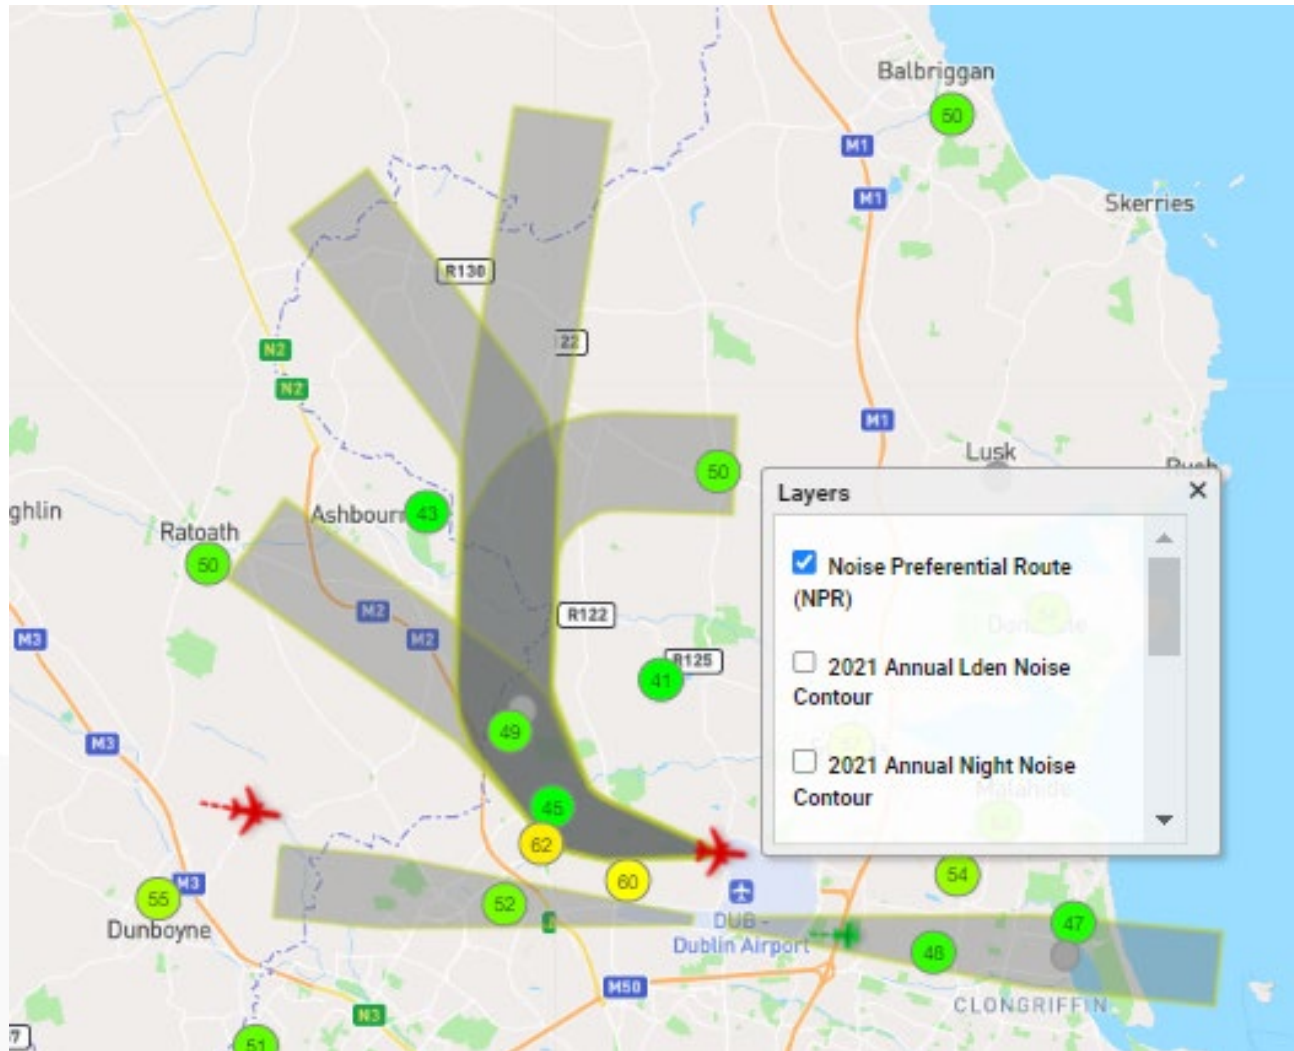 Balbriggan
50
M1
M1
Skerries
R130
N2
22
N2
M1
Lusk
50
Layers
ghlin
Ashbourn
43
Ratoath
50
Noise Preferential Route
(NPR)
M2
R122
M2
M3
R125
41
2021 Annual Lden Noise
Contour
49
M3
2021 Annual Night Noise
Contour
Malahide
45
62
60
54
M3
55
52
Dunboyne
DUB -
Dublin Airport
47
48
M50
CLONGRIFFIN
N3
7
51